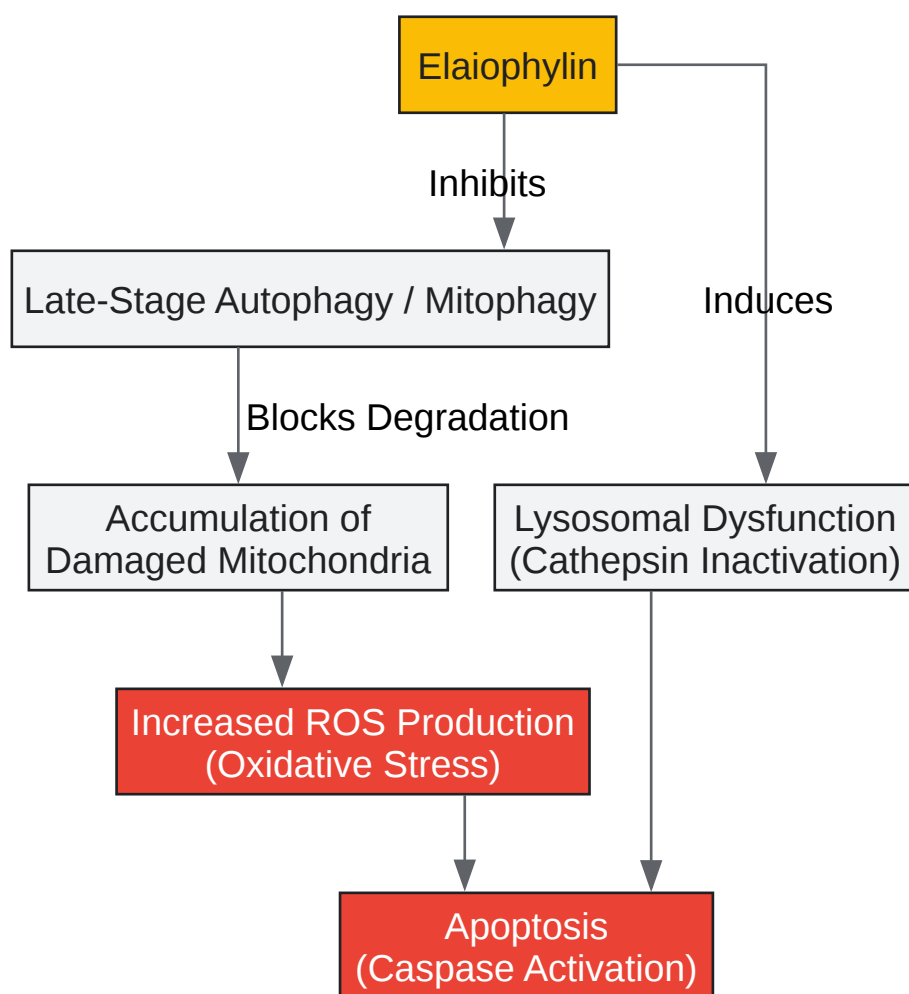 Elaiophylin
Inhibits
Late-Stage Autophagy / Mitophagy
Induces
Blocks Degradation
Accumulation of
Damaged Mitochondria
Lysosomal Dysfunction
(Cathepsin Inactivation)
Increased ROS Production
(Oxidative Stress)
Apoptosis
(Caspase Activation)